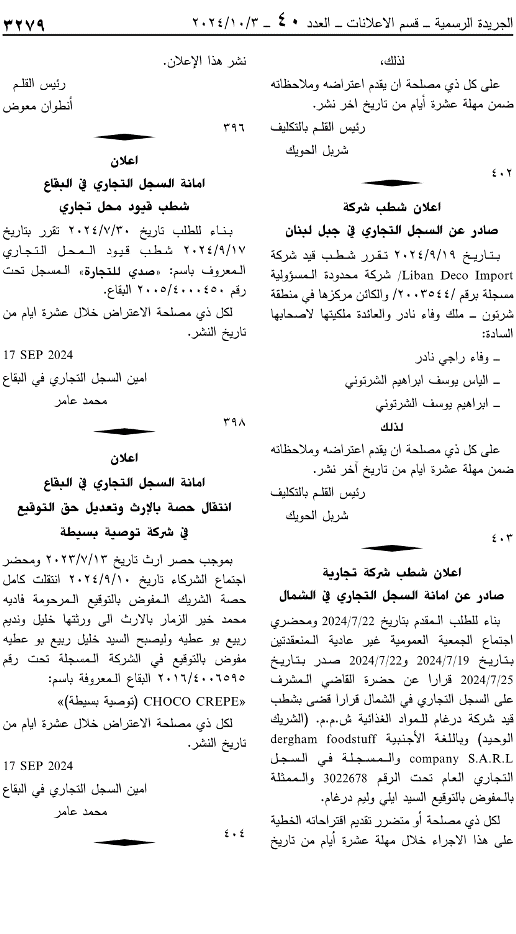 الجريدة الرسمية ــ قسم الاعلانات ــ العدد ٤٠ ــ ٢٠٢٤/١٠/٣
٣٢٧٩
لذلك،
على كل ذي مصلحة ان يقدم اعتراضه وملاحظاته
ضمن مهلة عشرة أيام من تاريخ اخر نشر.
رئيس القلم بالتكليف
شربل الحويك
٤٠٢
اعلان شطب شركة
صادر عن السجل التجاري في جبل لبنان
بتاريخ ٢٠٢٤/٩/١٩ تقرر شطب قيد شركة
Liban Deco Import/ شركة محدودة المسؤولية
مسجلة برقم /٢٠٠٣٥٤٤/ والكائن مركزها في منطقة
شرتون ــ ملك وفاء نادر والعائدة ملكيتها لاصحابها
السادة:
ــ وفاء راجي نادر
ــ الياس يوسف ابراهيم الشرتوني
ــ ابراهيم يوسف الشرتوني
لذلك
على كل ذي مصلحة ان يقدم اعتراضه وملاحظاته
ضمن مهلة عشرة ايام من تاريخ آخر نشر.
رئيس القلم بالتكليف
شربل الحويك
٤٠٣
اعلان شطب شركة تجارية
صادر عن امانة السجل التجاري في الشمال
بناء للطلب المقدم بتاريخ 2024/7/22 ومحضري
اجتماع الجمعية العمومية غير عادية المنعقدتين
بتاريخ 2024/7/19 و2024/7/22 صدر بتاريخ
2024/7/25 قرارا عن حضرة القاضي المشرف
على السجل التجاري في الشمال قرارا قضى بشطب
قيد شركة درغام للمواد الغذائية ش.م.م. (الشريك
الوحيد) وباللغة الأجنبية dergham foodstuff
company S.A.R.L والمسجلة في السجل
التجاري العام تحت الرقم 3022678 والممثلة
بالمفوض بالتوقيع السيد ايلي وليم درغام.
لكل ذي مصلحة أو متضرر تقديم اقتراحاته الخطية
على هذا الاجراء خلال مهلة عشرة أيام من تاريخ
نشر هذا الإعلان.
رئيس القلم
أنطوان معوض
٣٩٦
اعلان
امانة السجل التجاري في البقاع
شطب قيود محل تجاري
بناء للطلب تاريخ ٢٠٢٤/٧/٣٠ تقرر بتاريخ
٢٠٢٤/٩/١٧ شطب قيود المحل التجاري
المعروف باسم: «صدي للتجارة» المسجل تحت
رقم ٢٠٠٥/٤٠٠٠٤٥٠ البقاع.
لكل ذي مصلحة الاعتراض خلال عشرة ايام من
تاريخ النشر.
17 SEP 2024
امين السجل التجاري في البقاع
محمد عامر
٣٩٨
اعلان
امانة السجل التجاري في البقاع
انتقال حصة بالإرث وتعديل حق التوقيع
في شركة توصية بسيطة
بموجب حصر ارث تاريخ ٢٠٢٣/٧/١٣ ومحضر
اجتماع الشركاء تاريخ ٢٠٢٤/٩/١٠ انتقلت كامل
حصة الشريك المفوض بالتوقيع المرحومة فاديه
محمد خير الزمار بالارث الى ورثتها خليل ونديم
ربيع بو عطيه وليصبح السيد خليل ربيع بو عطيه
مفوض بالتوقيع في الشركة المسجلة تحت رقم
٢٠١٦/٤٠٠٦٥٩٥ البقاع المعروفة باسم:
«CHOCO CREPE (توصية بسيطة)»
لكل ذي مصلحة الاعتراض خلال عشرة ايام من
تاريخ النشر.
17 SEP 2024
امين السجل التجاري في البقاع
محمد عامر
٤٠٤